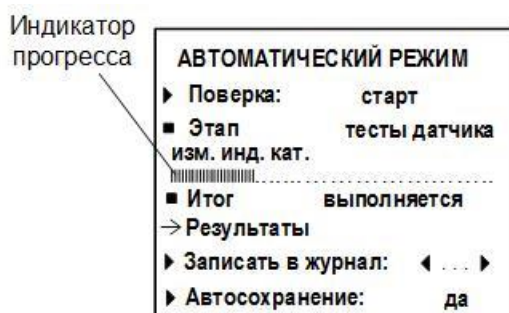 Индикатор
прогресса
АВТОМАТИЧЕСКИЙ РЕЖИМ
Поверка: старт
Этап тесты датчика
изм. инд. кат.
Итог выполняется
Результаты
Записать в журнал: ...
Автосохранение: да